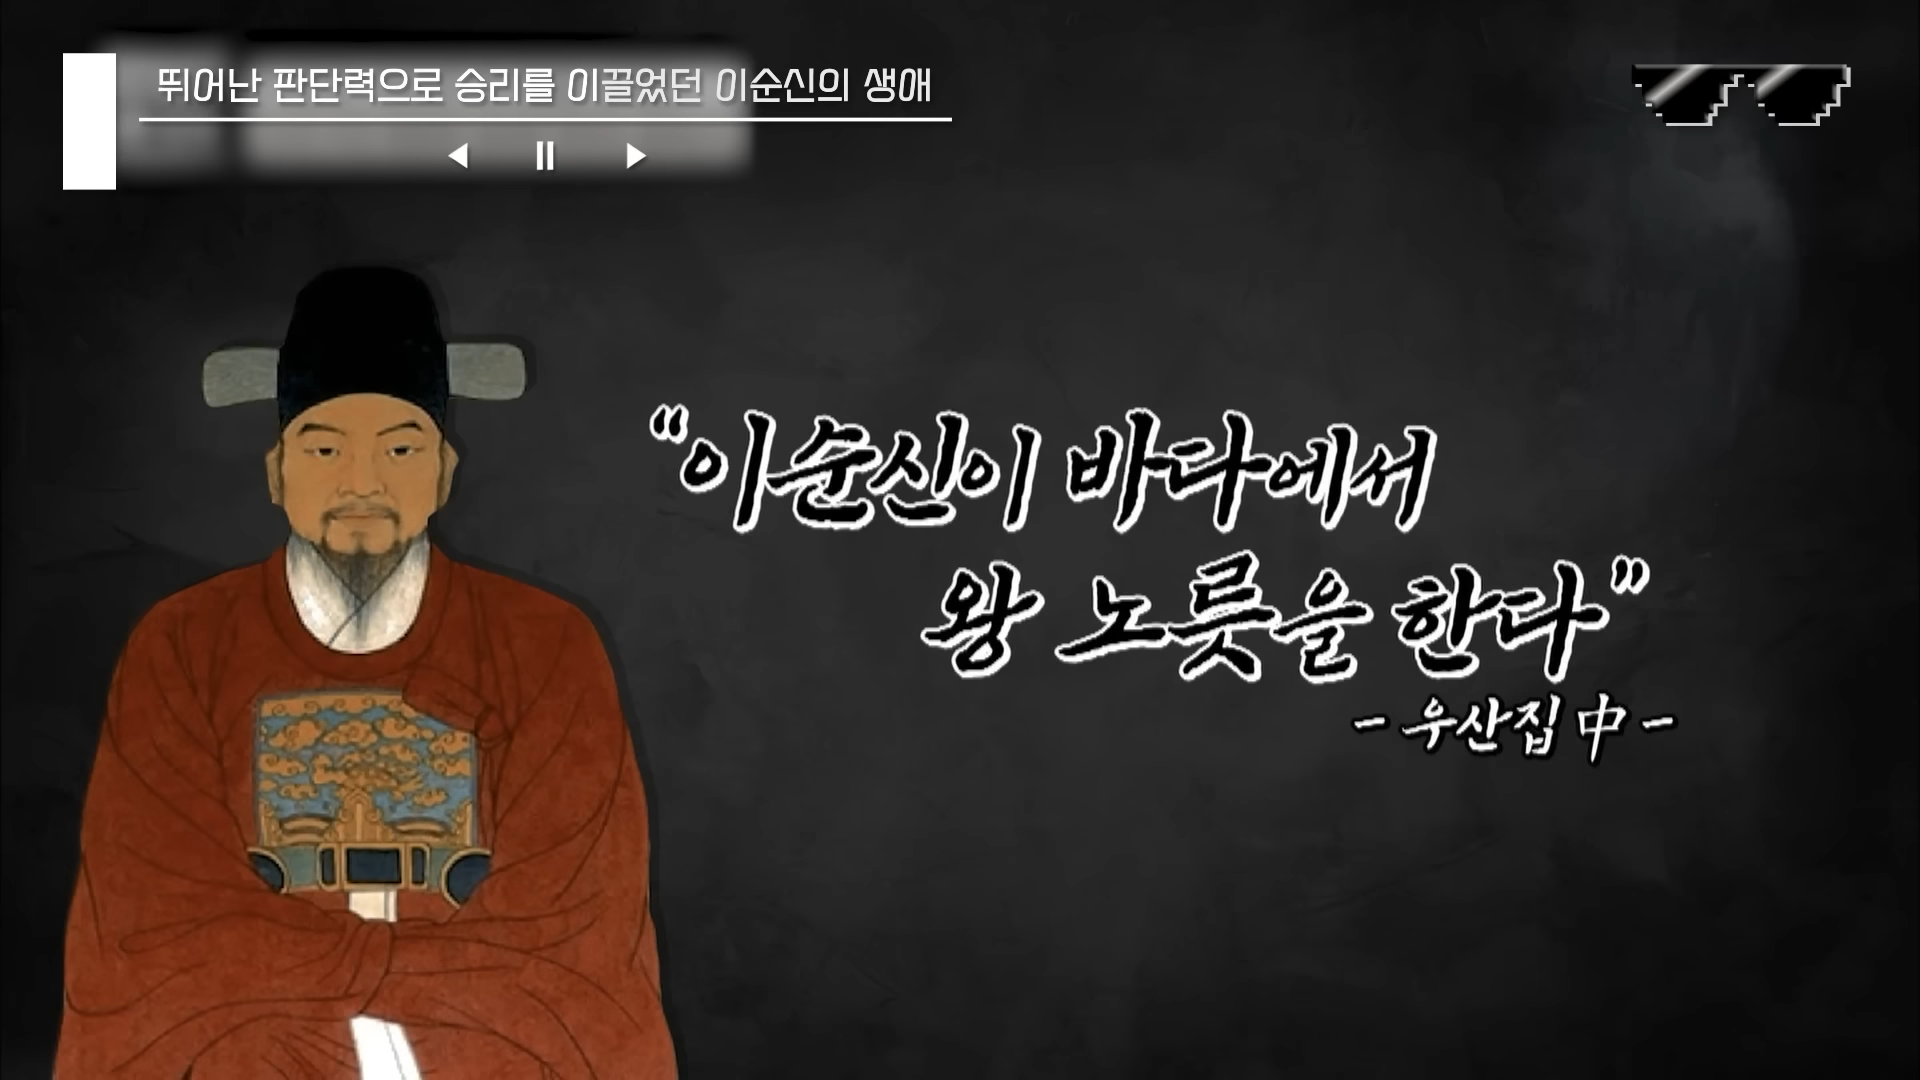 뛰어난 판단력으로 승리를 이끌었던 이순신의 생애
“이순신이 바다에서
왕 노릇을 한다”
- 우산집 中 -